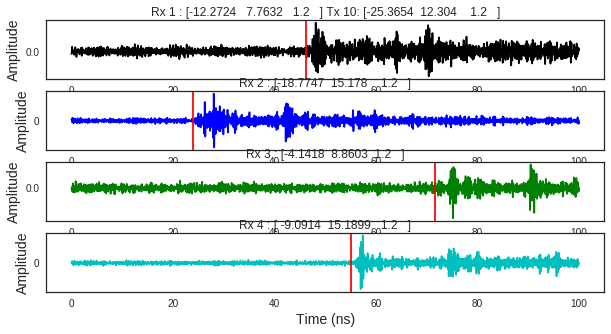 Rx 1 : [-12.2724 7.7632 1.2 ] Tx 10: [-25.3654 12.304 1.2 ]
Amplitude
0.0
0 20 40 60 80 100
Rx 2 : [-18.7747 15.178 1.2 ]
Amplitude
0
0 20 40 60 80 100
Rx 3 : [-4.1418 8.8603 1.2 ]
Amplitude
0.0
0 20 40 60 80 100
Rx 4 : [ -9.0914 15.1899 1.2 ]
Amplitude
0
0 20 40 60 80 100
Time (ns)